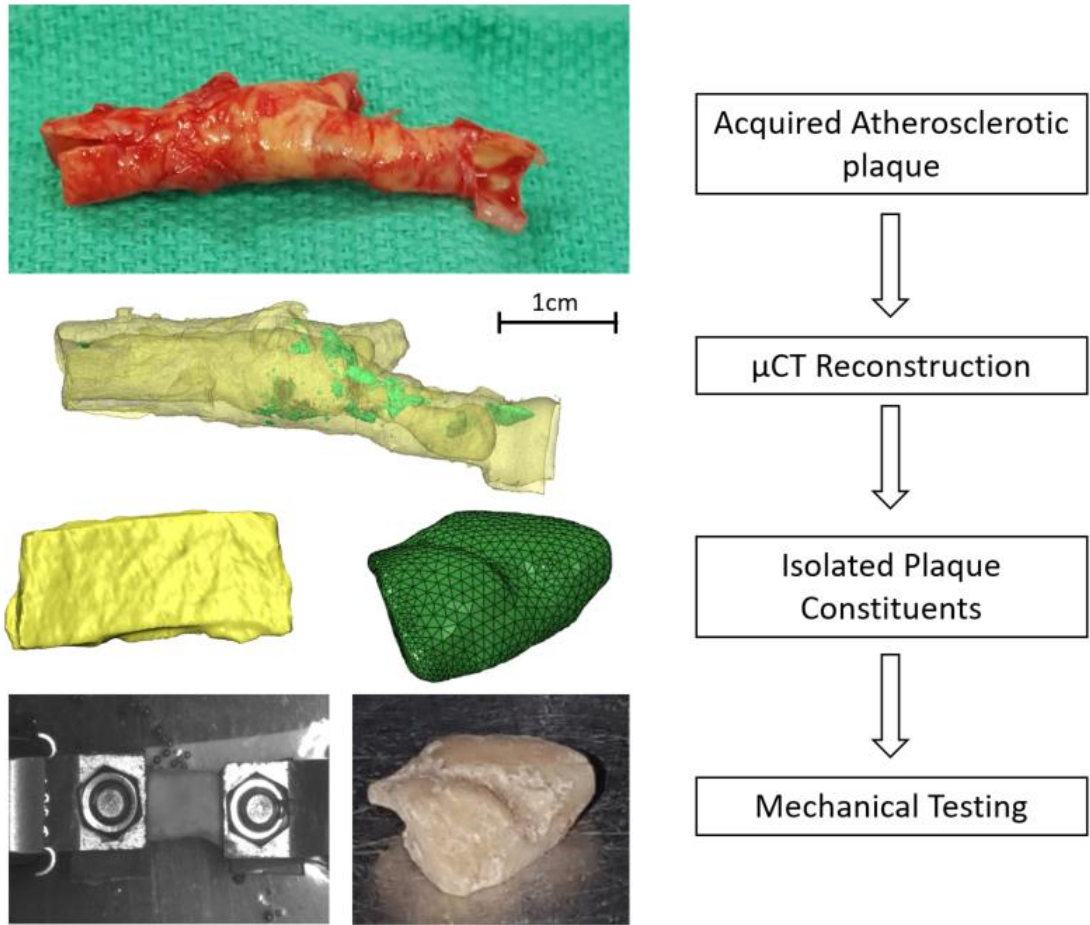 Acquired Atherosclerotic
plaque
1cm
µCT Reconstruction
Isolated Plaque
Constituents
Mechanical Testing